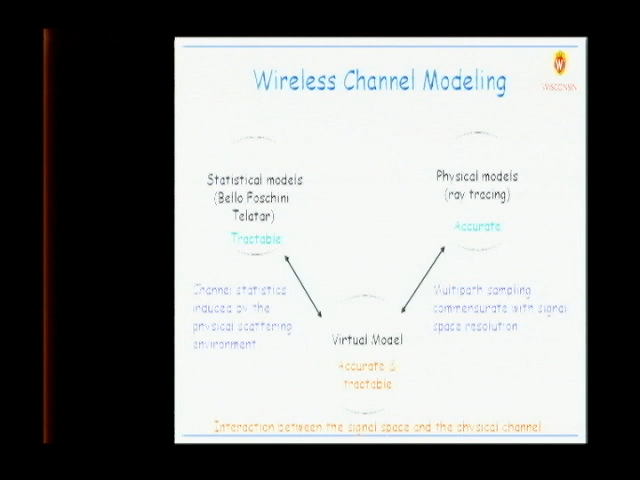 Wireless Channel Modeling
W
WISCONSIN
Statistical models
(Bello Foschini
Telatar)
Tractable
Physical models
(ray tracing)
Accurate
Channel statistics
induced by the
physical scattering
environment
Multipath sampling
commensurate with signal
space resolution
Virtual Model
Accurate &
tractable
Interaction between the signal space and the physical channel